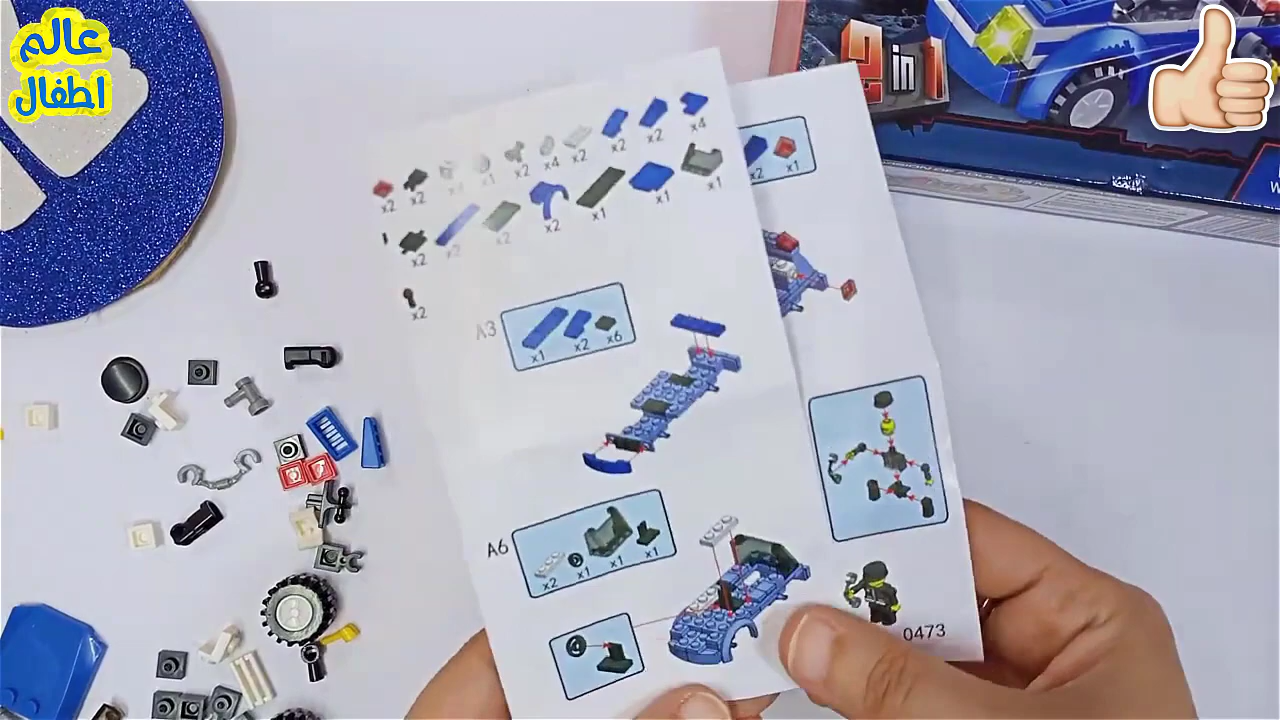 عالم
اطفال
2 in 1
x2 x2 x1 x2 x4 x2 x2 x2 x4
x2 x2 x2 x2 x1 x1 x1
x2
x2 x1
A3
x1 x2 x6
A6
x2 x1 x1 x1
0473